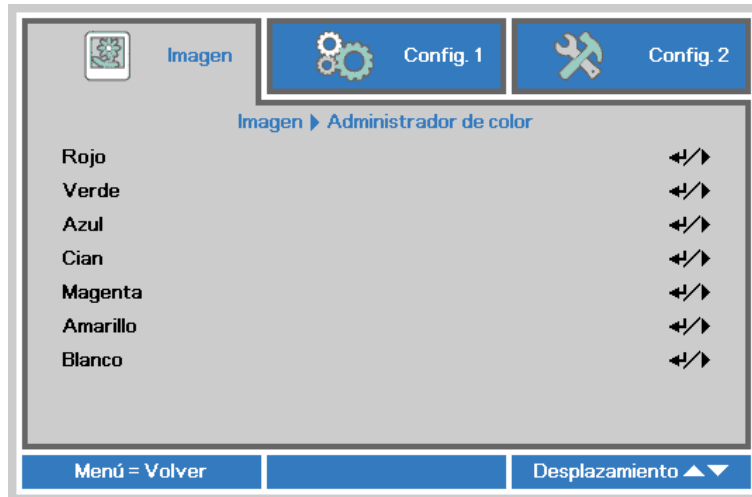 Imagen
Config. 1
Config. 2
Imagen ▶ Administrador de color
Rojo ↵/▶
Verde ↵/▶
Azul ↵/▶
Cian ↵/▶
Magenta ↵/▶
Amarillo ↵/▶
Blanco ↵/▶
Menú = Volver
Desplazamiento ▲▼